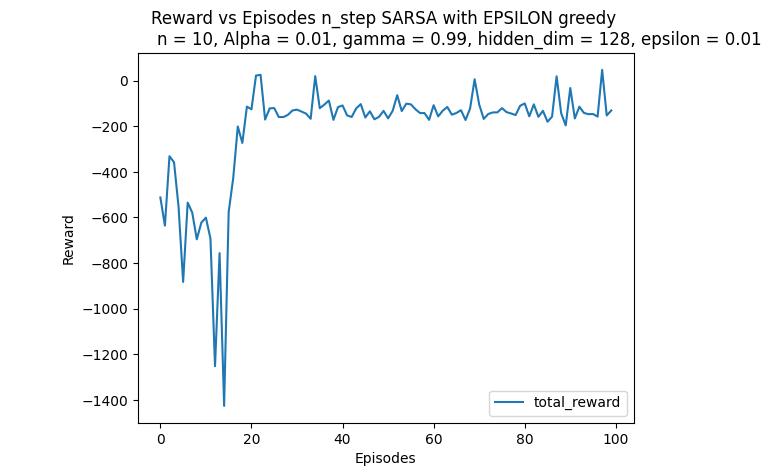 Reward vs Episodes n_step SARSA with EPSILON greedy
n = 10, Alpha = 0.01, gamma = 0.99, hidden_dim = 128, epsilon = 0.01
0
−200
−400
−600
−800
−1000
−1200
−1400
Reward
total_reward
0 20 40 60 80 100
Episodes